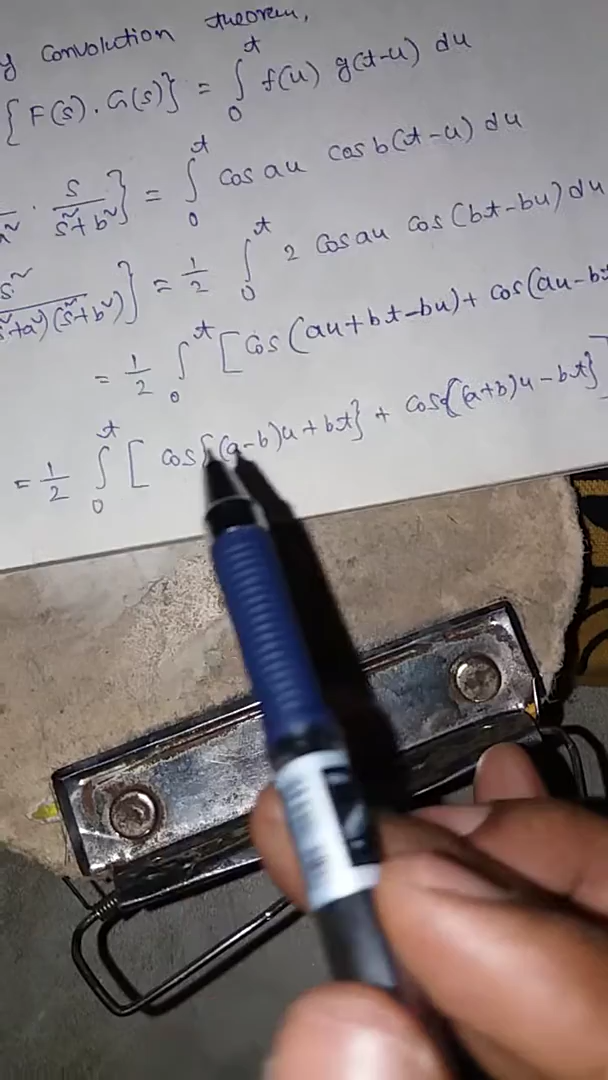 y convolution theorem,
{F(s).G(s)} = ∫₀ᵗ f(u) g(t-u) du
. s/(s²+b²)} = ∫₀ᵗ cos au cos b(t-u) du
s²/(s²+a²)(s²+b²)} = 1/2 ∫₀ᵗ 2 cos au cos (bt-bu) du
= 1/2 ∫₀ᵗ [cos (au+bt-bu) + cos (au-bt
= 1/2 ∫₀ᵗ [cos{(a-b)u+bt} + cos{(a+b)u-bt}]